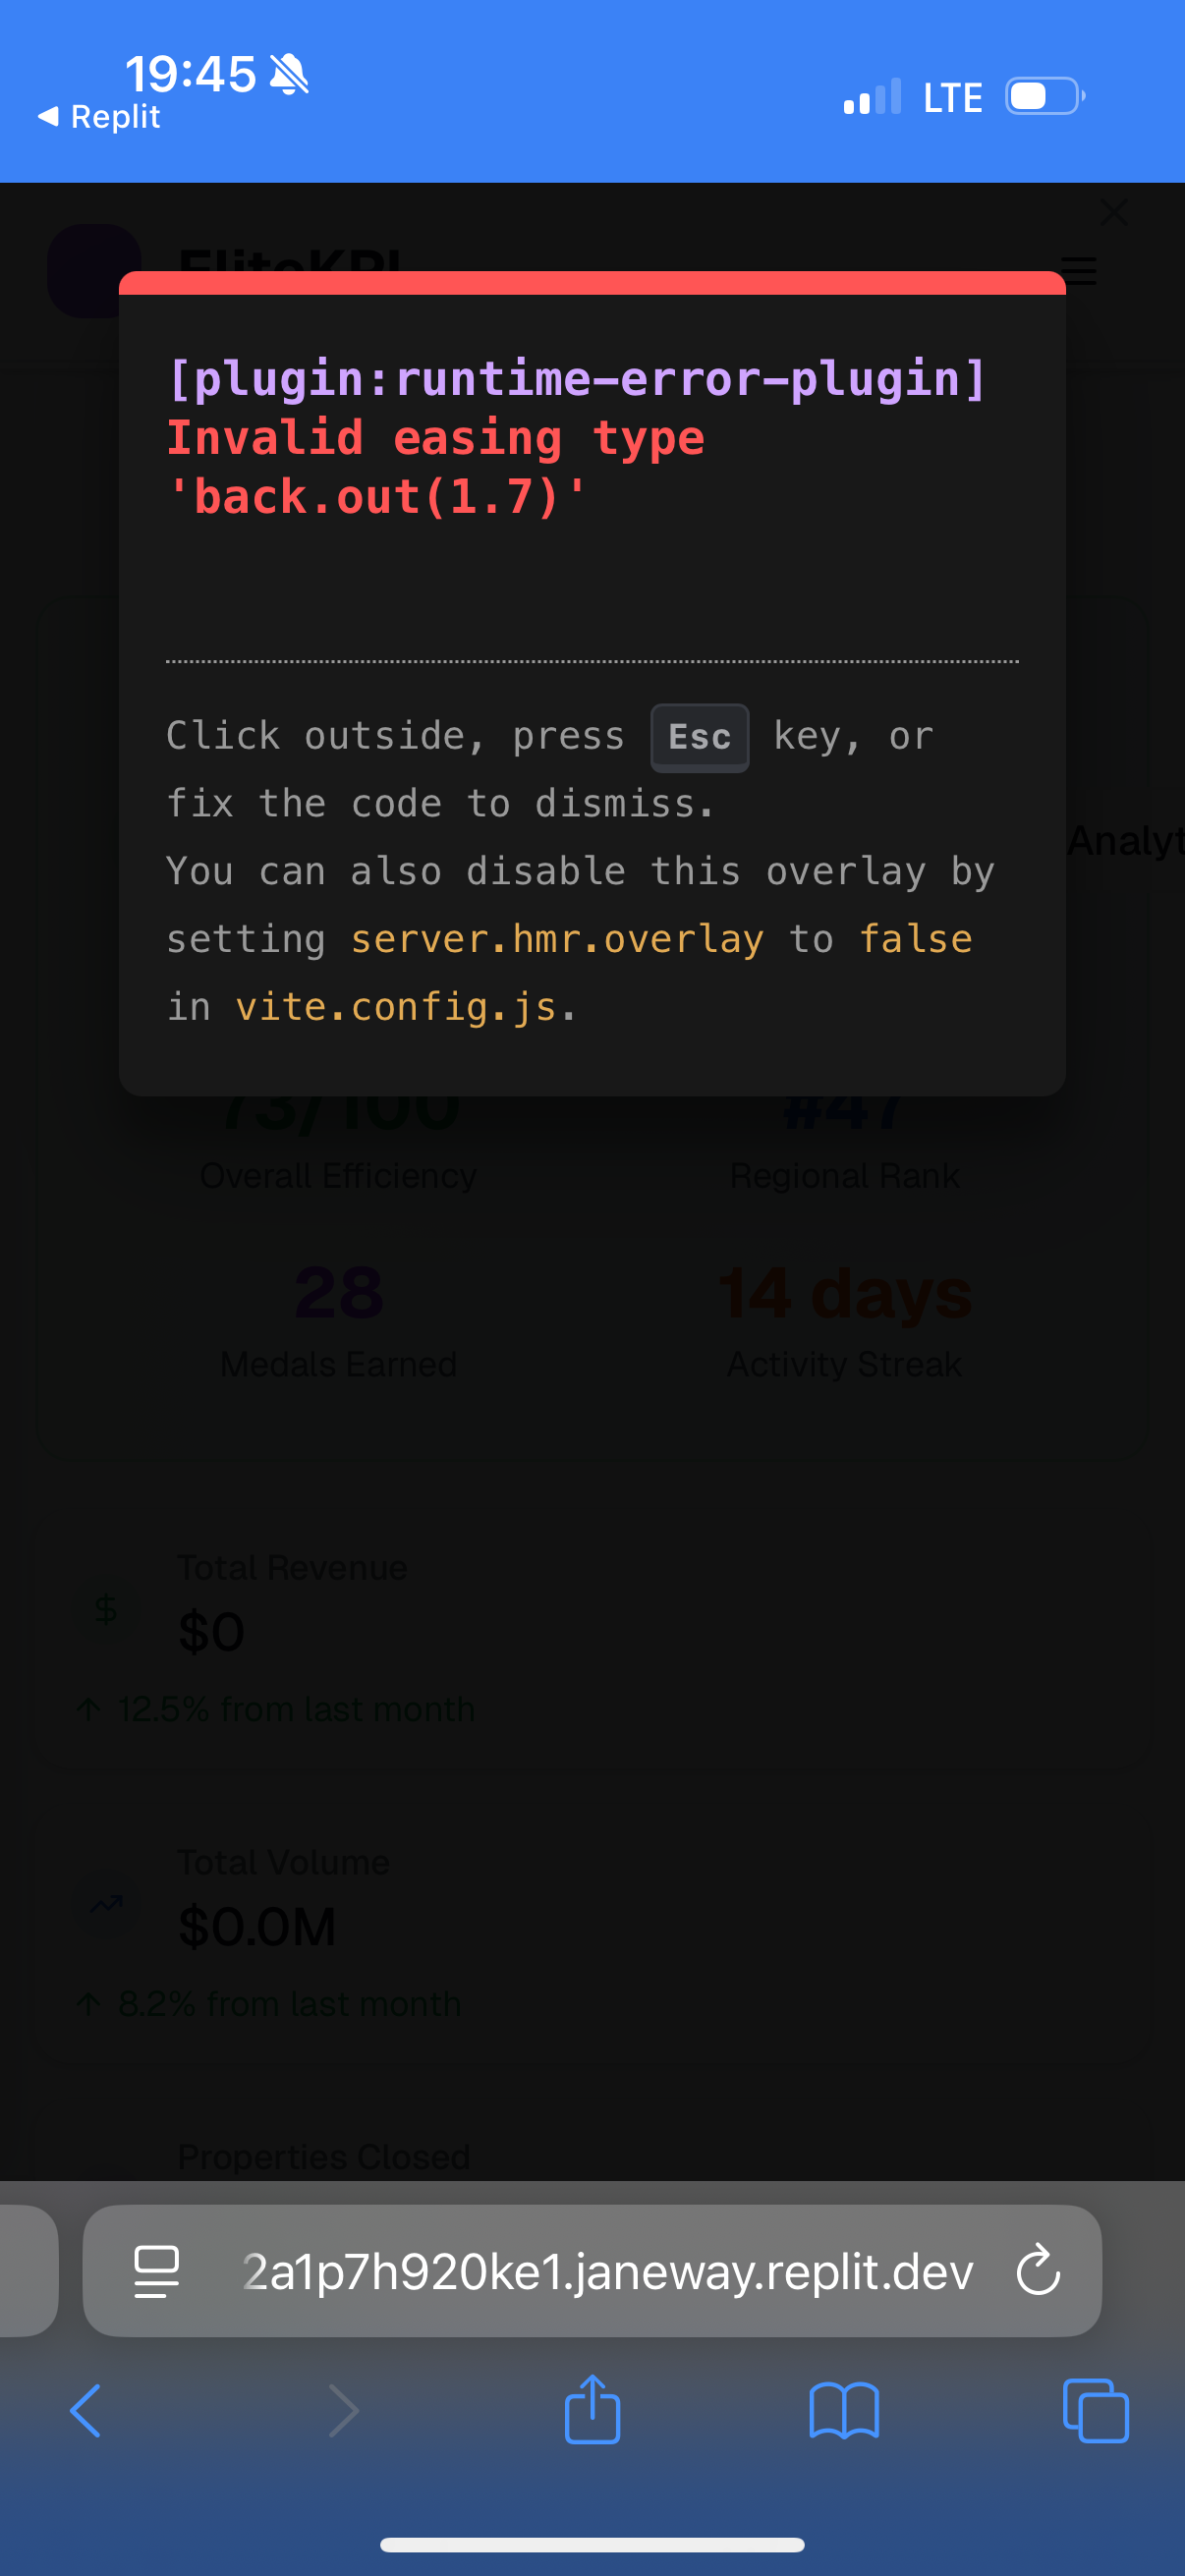 19:45
Replit
LTE
EliteKPI
[plugin:runtime-error-plugin]
Invalid easing type
'back.out(1.7)'
Click outside, press Esc key, or
fix the code to dismiss.
You can also disable this overlay by
setting server.hmr.overlay to false
in vite.config.js.
Analyt
73/100 #47
Overall Efficiency Regional Rank
28 14 days
Medals Earned Activity Streak
Total Revenue
$ $0
↑ 12.5% from last month
Total Volume
$0.0M
↑ 8.2% from last month
Properties Closed
2a1p7h920ke1.janeway.replit.dev